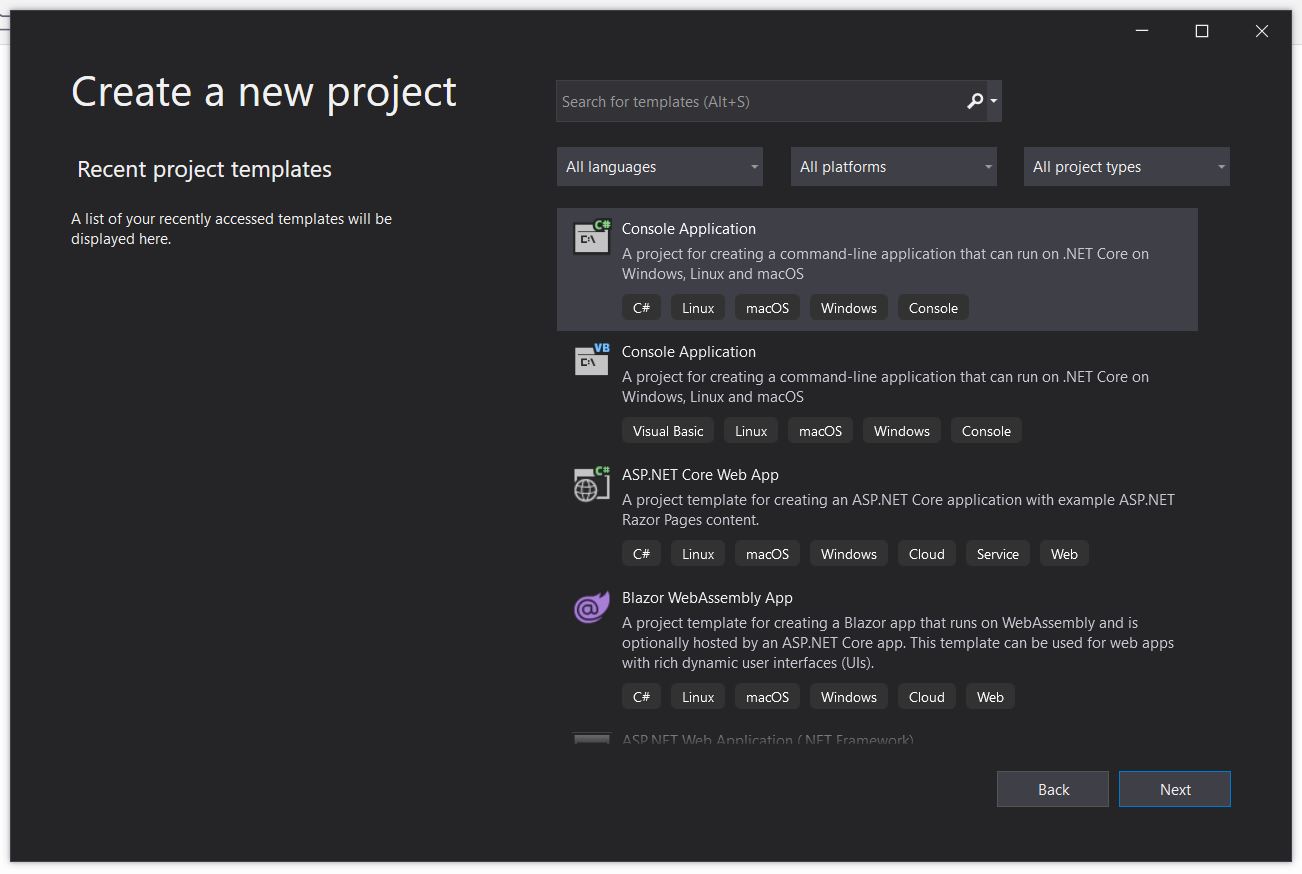 Create a new project
Search for templates (Alt+S)
Recent project templates
A list of your recently accessed templates will be
displayed here.
All languages
All platforms
All project types
C#
C:\
Console Application
A project for creating a command-line application that can run on .NET Core on
Windows, Linux and macOS
C# Linux macOS Windows Console
VB
C:\
Console Application
A project for creating a command-line application that can run on .NET Core on
Windows, Linux and macOS
Visual Basic Linux macOS Windows Console
C#
ASP.NET Core Web App
A project template for creating an ASP.NET Core application with example ASP.NET
Razor Pages content.
C# Linux macOS Windows Cloud Service Web
@
Blazor WebAssembly App
A project template for creating a Blazor app that runs on WebAssembly and is
optionally hosted by an ASP.NET Core app. This template can be used for web apps
with rich dynamic user interfaces (UIs).
C# Linux macOS Windows Cloud Web
ASP.NET Web Application (.NET Framework)
Back
Next